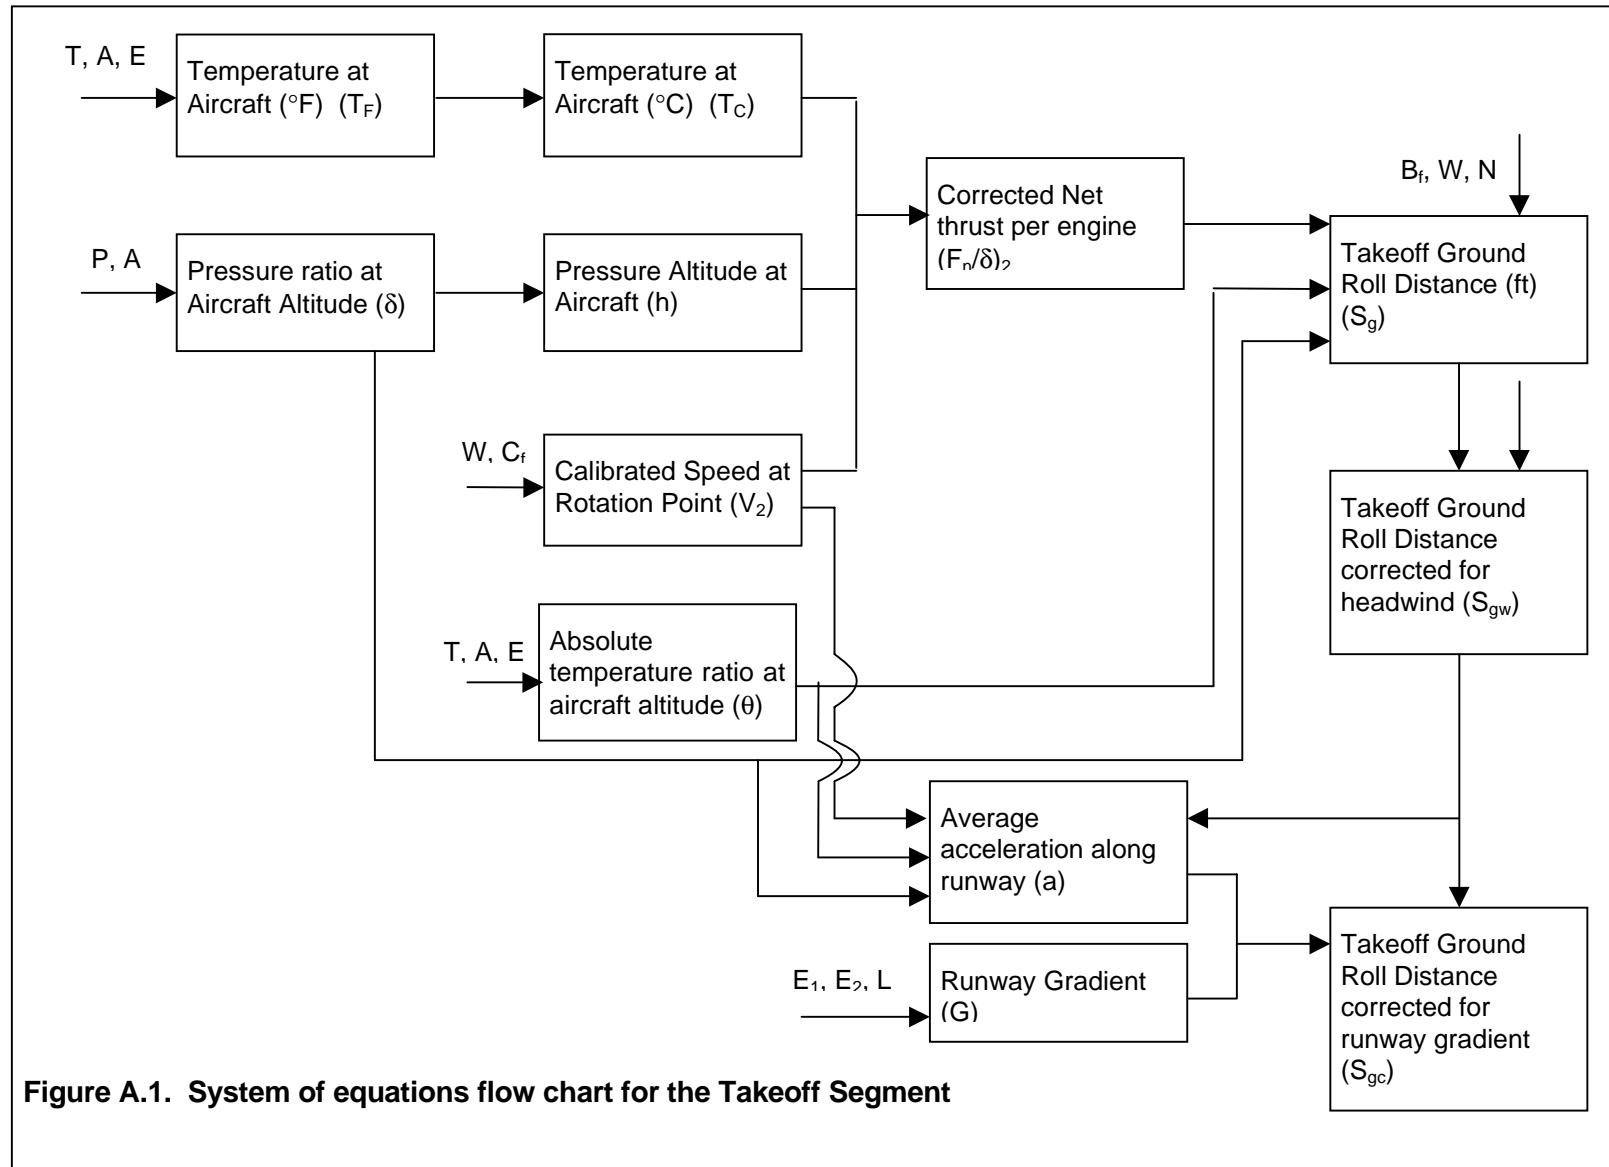 T, A, E
Temperature at
Aircraft (°F) (T_F)
Temperature at
Aircraft (°C) (T_C)
Corrected Net
thrust per engine
(F_n/δ)_2
B_f, W, N
P, A
Pressure ratio at
Aircraft Altitude (δ)
Pressure Altitude at
Aircraft (h)
Takeoff Ground
Roll Distance (ft)
(S_g)
W, C_f
Calibrated Speed at
Rotation Point (V_2)
Takeoff Ground
Roll Distance
corrected for
headwind (S_gw)
T, A, E
Absolute
temperature ratio at
aircraft altitude (θ)
Average
acceleration along
runway (a)
E_1, E_2, L
Runway Gradient
(G)
Takeoff Ground
Roll Distance
corrected for
runway gradient
(S_gc)
Figure A.1. System of equations flow chart for the Takeoff Segment